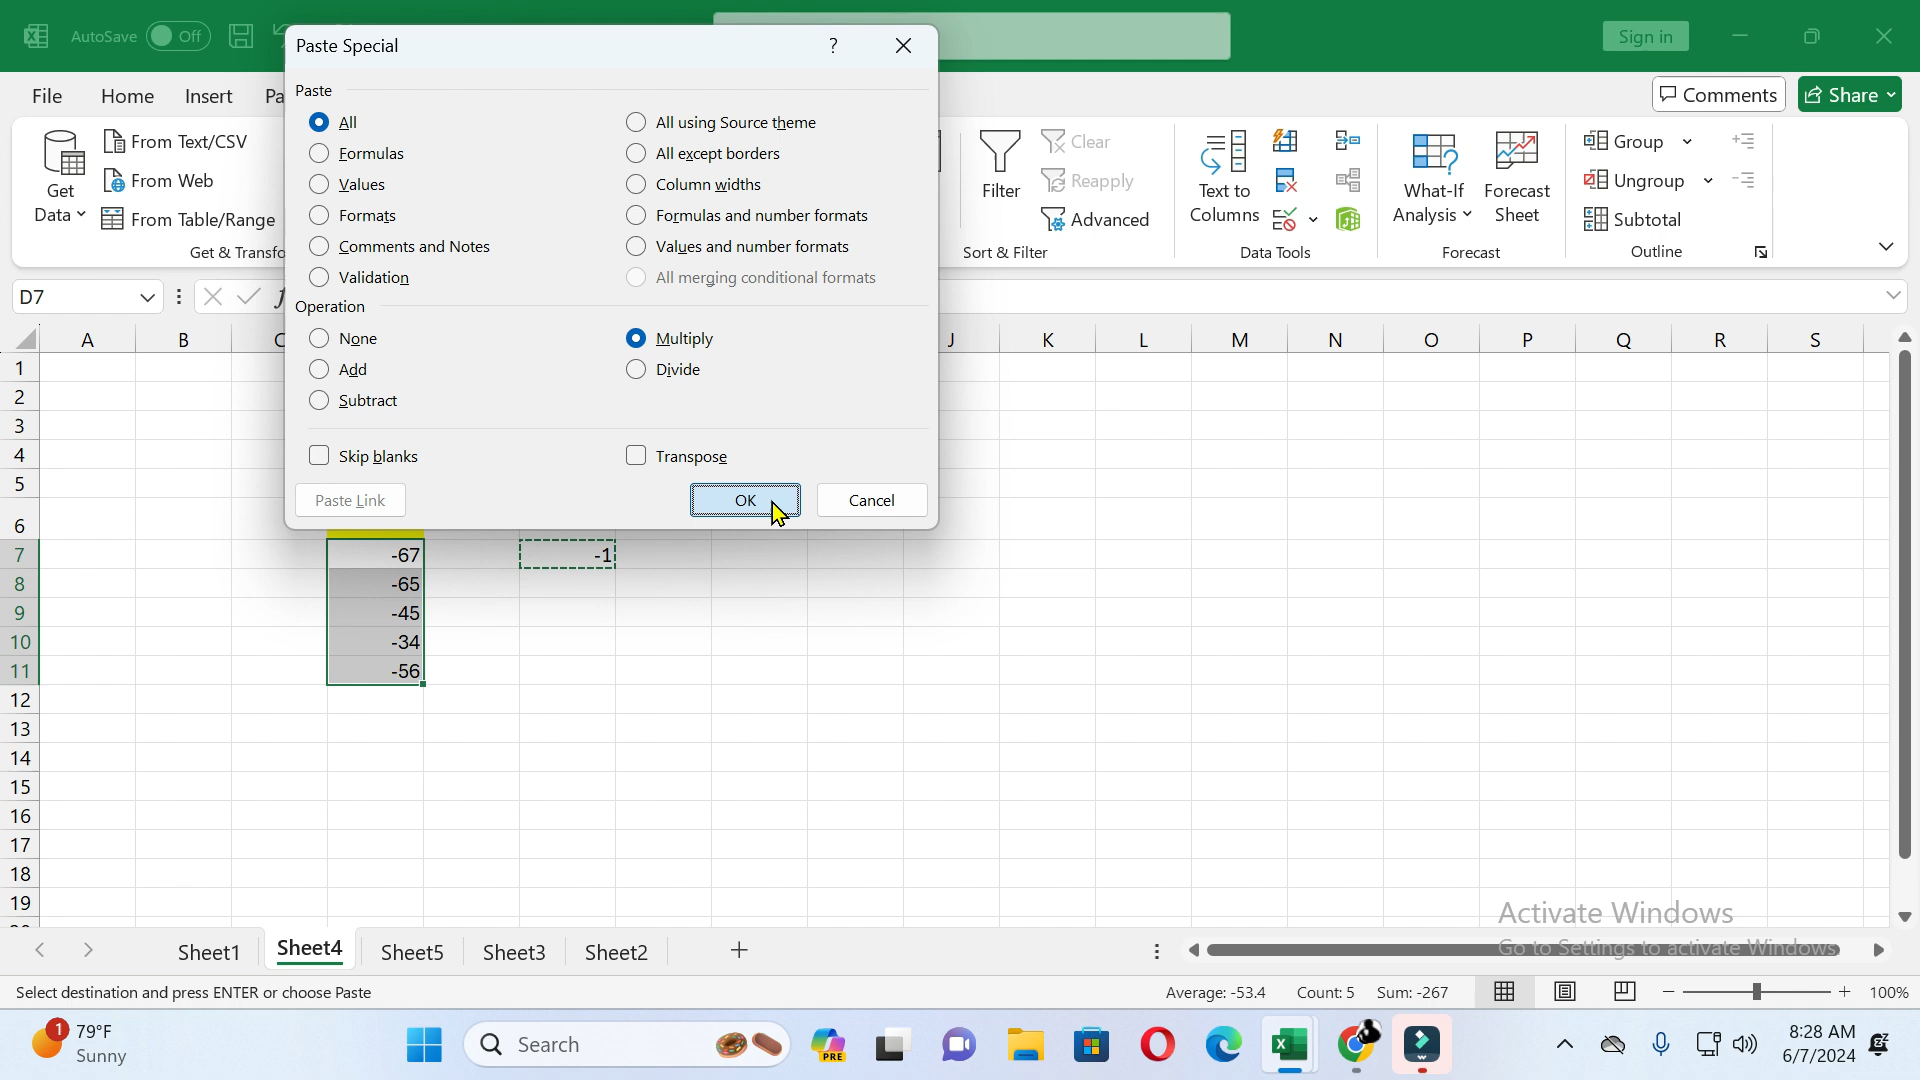 AutoSave Off
Sign in
Paste Special
?
File Home Insert Pa
Comments Share
Paste
All
Formulas
Values
Formats
Comments and Notes
Validation
All using Source theme
All except borders
Column widths
Formulas and number formats
Values and number formats
All merging conditional formats
Operation
None
Add
Subtract
Multiply
Divide
Skip blanks
Transpose
Paste Link
OK
Cancel
Get
Data
From Text/CSV
From Web
From Table/Range
Get & Transfo
Filter
Clear
Reapply
Advanced
Sort & Filter
Text to
Columns
Data Tools
What-If
Analysis
Forecast
Sheet
Forecast
Group
Ungroup
Subtotal
Outline
D7
A B C J K L M N O P Q R S
1
2
3
4
5
6
7 -67 -1
8 -65
9 -45
10 -34
11 -56
12
13
14
15
16
17
18
19
Activate Windows
Go to Settings to activate Windows.
Sheet1 Sheet4 Sheet5 Sheet3 Sheet2
Select destination and press ENTER or choose Paste
Average: -53.4 Count: 5 Sum: -267
100%
1
79°F
Sunny
Search
PRE
8:28 AM
6/7/2024